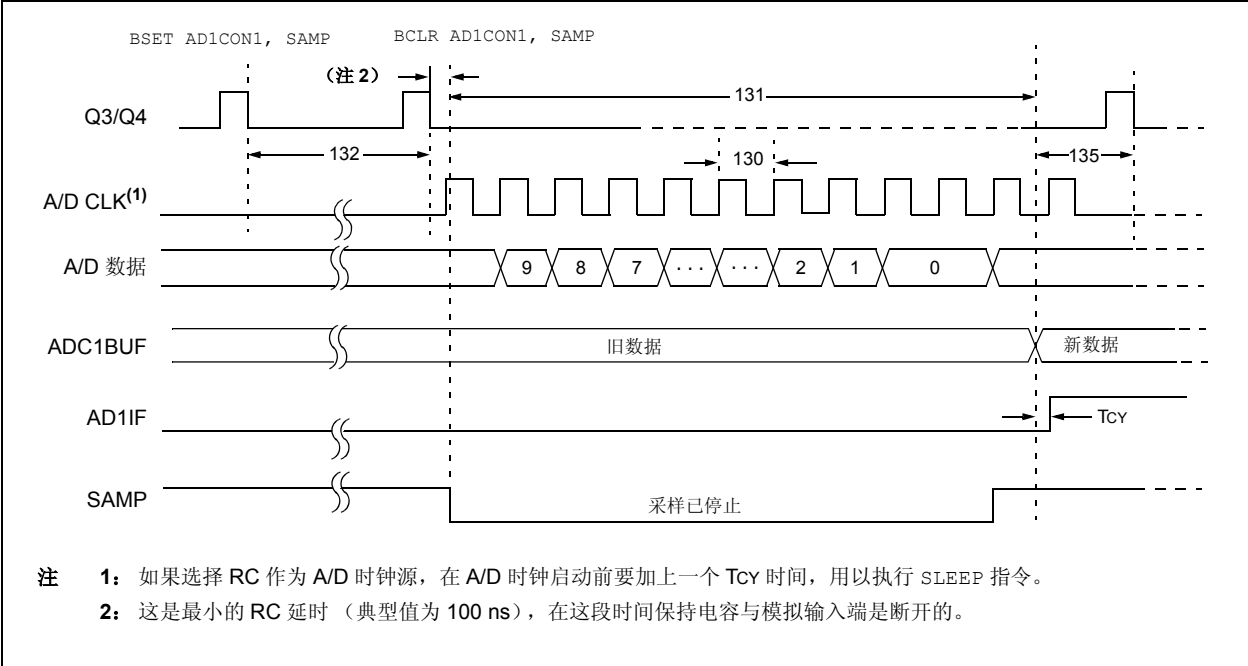 BSET AD1CON1, SAMP BCLR AD1CON1, SAMP
（注 2）
131
Q3/Q4
132 130 135
A/D CLK(1)
A/D 数据 9 8 7 ··· ··· 2 1 0
ADC1BUF 旧数据 新数据
AD1IF TCY
SAMP 采样已停止
注 1： 如果选择 RC 作为 A/D 时钟源，在 A/D 时钟启动前要加上一个 TCY 时间，用以执行 SLEEP 指令。
2： 这是最小的 RC 延时 （典型值为 100 ns），在这段时间保持电容与模拟输入端是断开的。